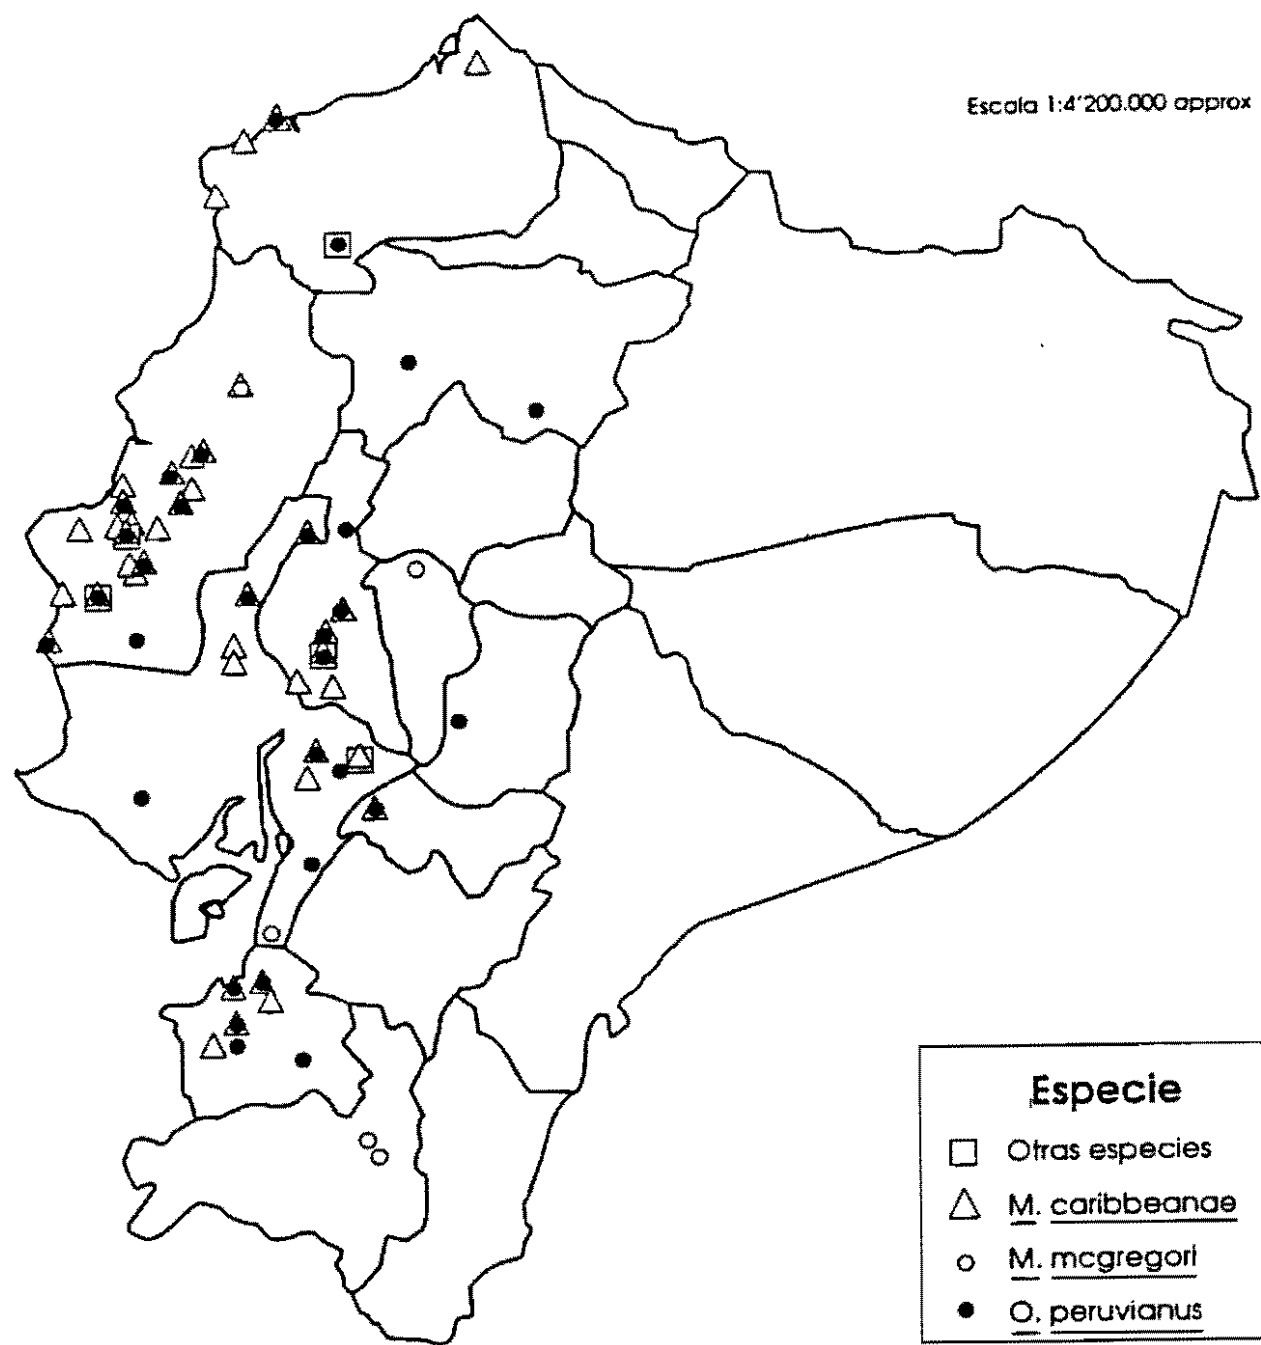 Escala 1:4'200.000 approx
Especie
Otras especies
M. caribbeanae
M. mcgregori
O. peruvianus